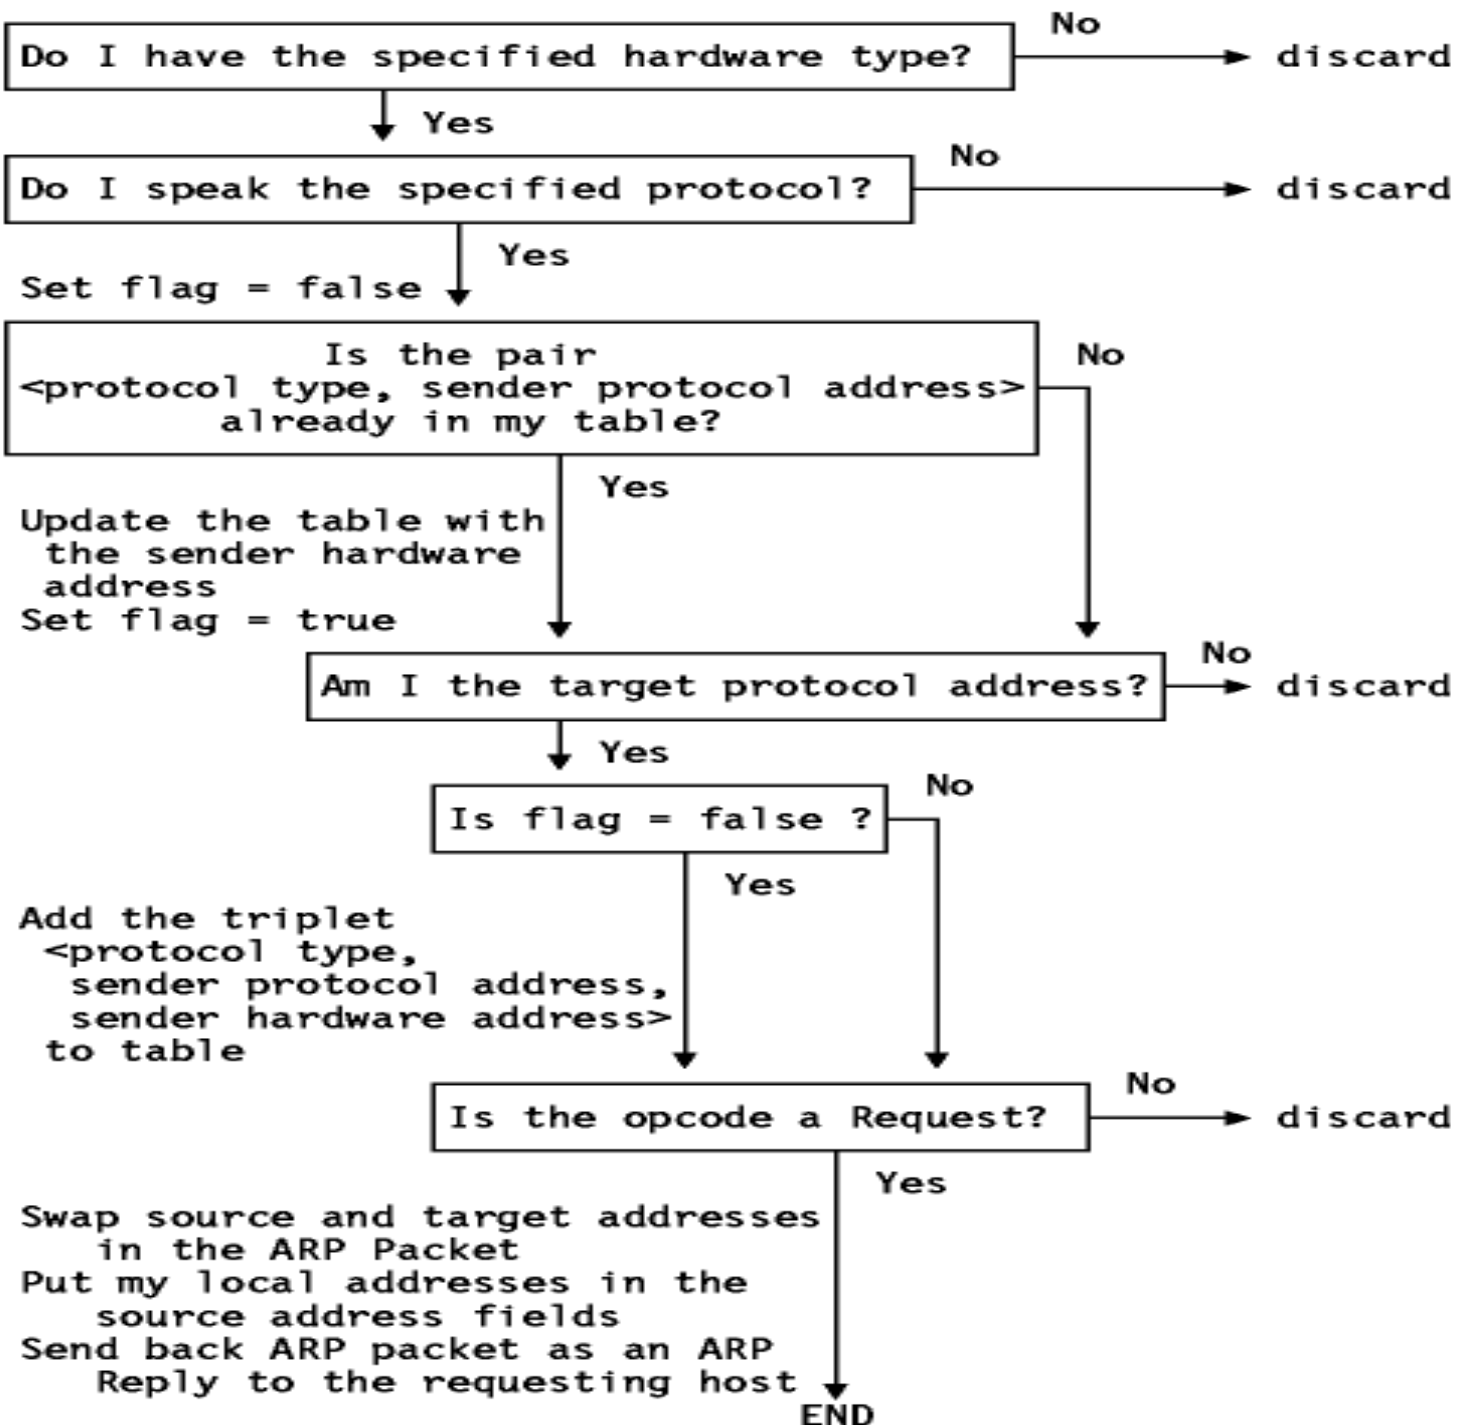 No
Do I have the specified hardware type?
discard
Yes
No
Do I speak the specified protocol?
discard
Yes
Set flag = false
Is the pair
<protocol type, sender protocol address>
already in my table?
No
Yes
Update the table with
the sender hardware
address
Set flag = true
No
Am I the target protocol address?
discard
Yes
No
Is flag = false ?
Yes
Add the triplet
<protocol type,
sender protocol address,
sender hardware address>
to table
No
Is the opcode a Request?
discard
Yes
Swap source and target addresses
in the ARP Packet
Put my local addresses in the
source address fields
Send back ARP packet as an ARP
Reply to the requesting host
END